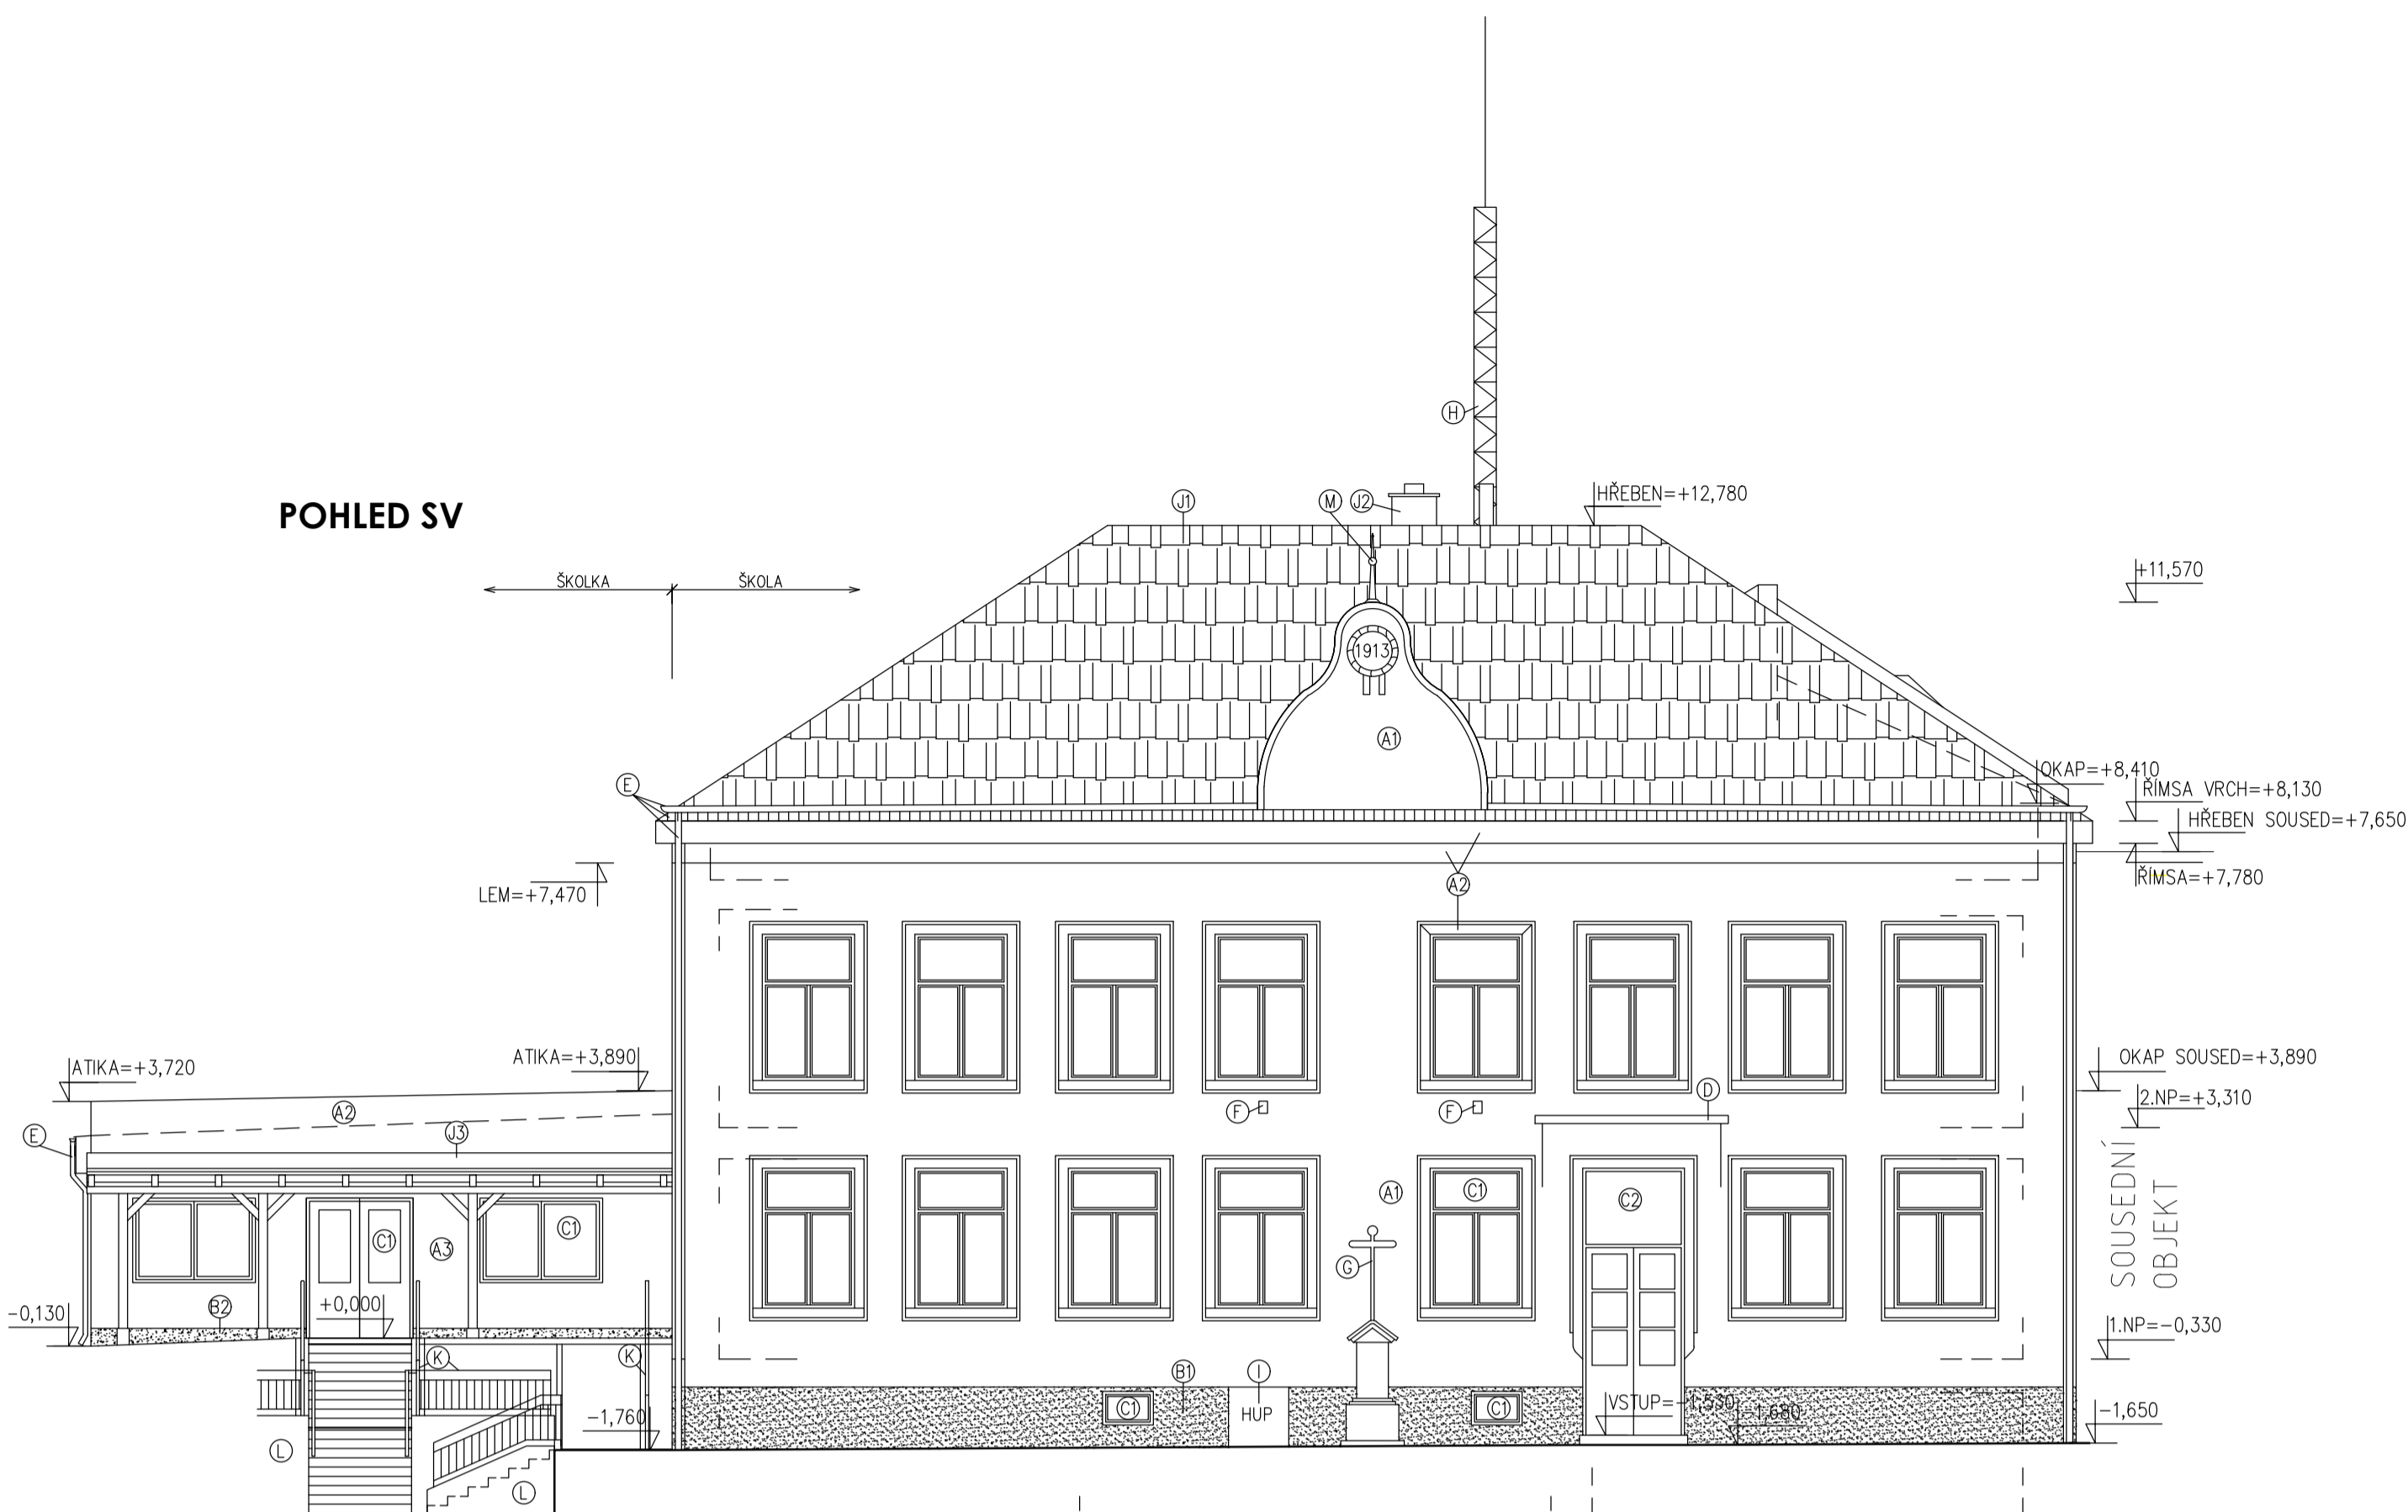 H
HŘEBEN=+12,780
POHLED SV
J1
M
J2
ŠKOLKA
ŠKOLA
+11,570
1913
A1
OKAP=+8,410
E
ŘÍMSA VRCH=+8,130
HŘEBEN SOUSED=+7,650
LEM=+7,470
A2
ŘÍMSA=+7,780
ATIKA=+3,720
ATIKA=+3,890
OKAP SOUSED=+3,890
D
2.NP=+3,310
A2
F
F
E
J3
A1
C1
C2
SOUSEDNÍ
OBJEKT
C1
A3
C1
G
B2
+0,000
-0,130
1.NP=-0,330
K
K
B1
I
C1
HUP
C1
VSTUP=-1,530
-1,680
-1,650
-1,760
L
L